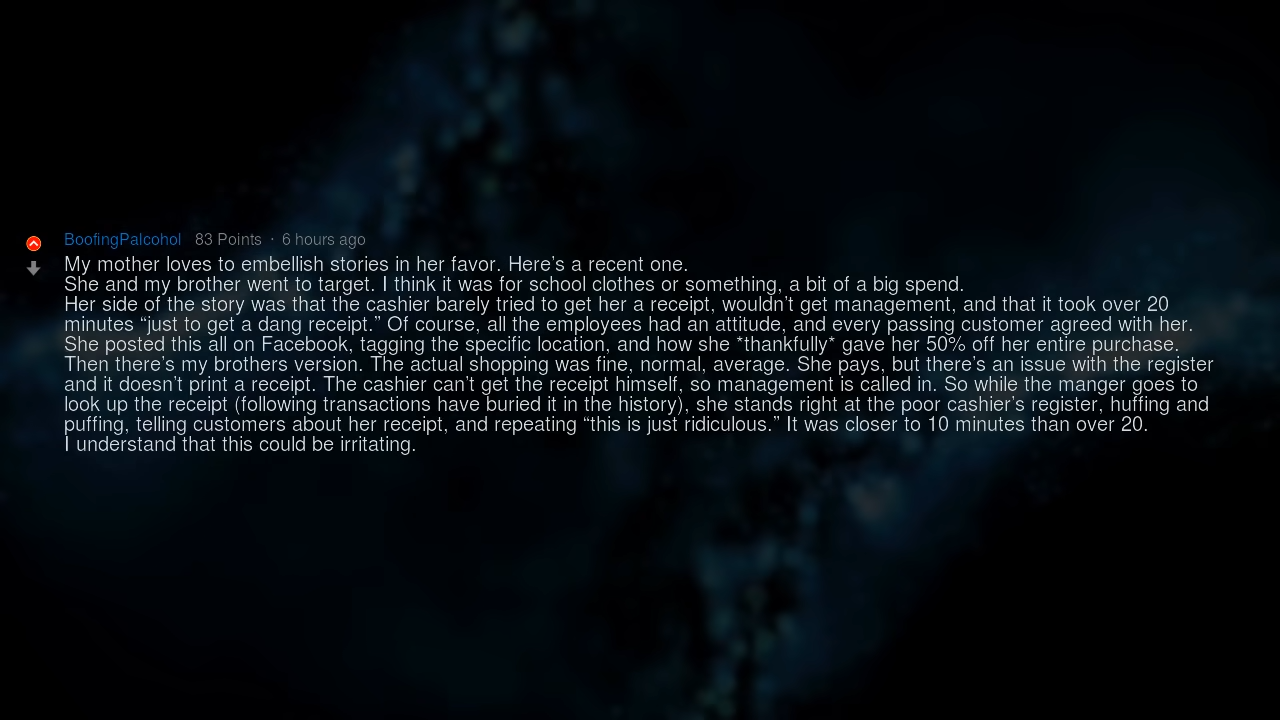 BoofingPalcohol 83 Points · 6 hours ago
My mother loves to embellish stories in her favor. Here’s a recent one.
She and my brother went to target. I think it was for school clothes or something, a bit of a big spend.
Her side of the story was that the cashier barely tried to get her a receipt, wouldn’t get management, and that it took over 20
minutes “just to get a dang receipt.” Of course, all the employees had an attitude, and every passing customer agreed with her.
She posted this all on Facebook, tagging the specific location, and how she *thankfully* gave her 50% off her entire purchase.
Then there’s my brothers version. The actual shopping was fine, normal, average. She pays, but there’s an issue with the register
and it doesn’t print a receipt. The cashier can’t get the receipt himself, so management is called in. So while the manger goes to
look up the receipt (following transactions have buried it in the history), she stands right at the poor cashier’s register, huffing and
puffing, telling customers about her receipt, and repeating “this is just ridiculous.” It was closer to 10 minutes than over 20.
I understand that this could be irritating.